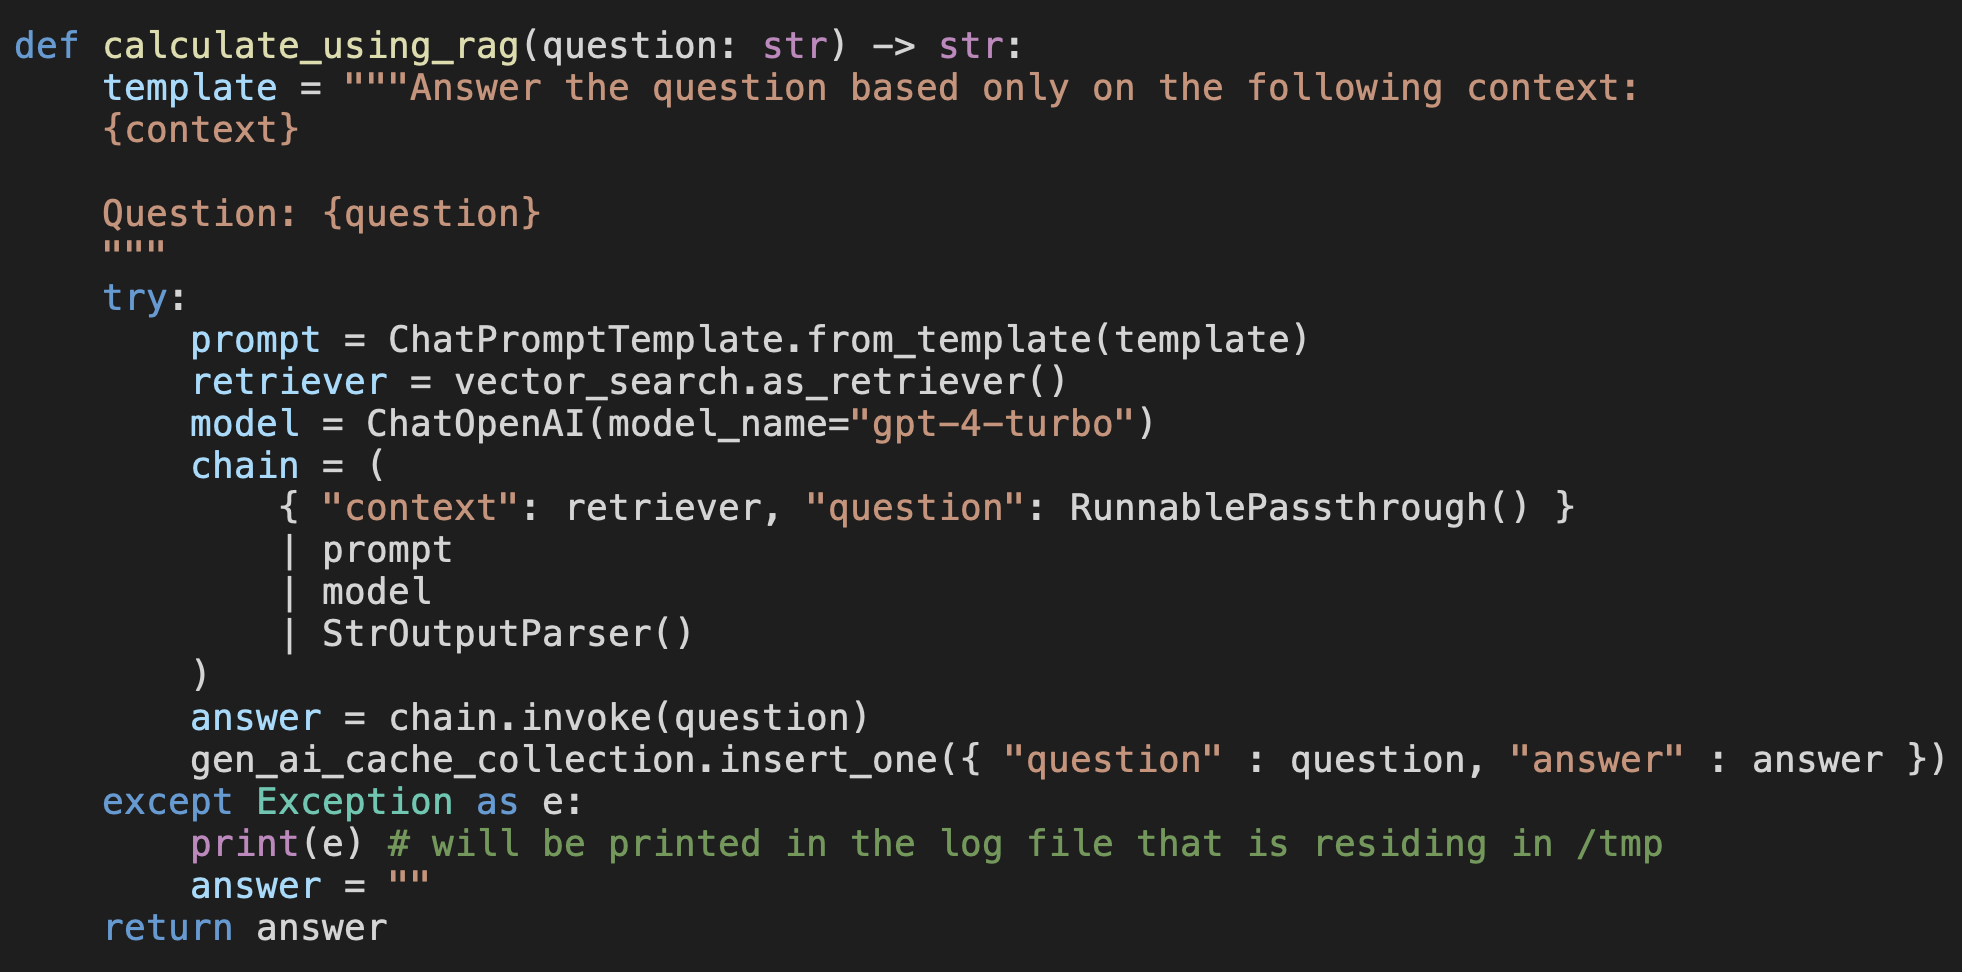 def calculate_using_rag(question: str) -> str:
    template = """Answer the question based only on the following context:
    {context}

    Question: {question}
    """
    try:
        prompt = ChatPromptTemplate.from_template(template)
        retriever = vector_search.as_retriever()
        model = ChatOpenAI(model_name="gpt-4-turbo")
        chain = (
            { "context": retriever, "question": RunnablePassthrough() }
            | prompt
            | model
            | StrOutputParser()
        )
        answer = chain.invoke(question)
        gen_ai_cache_collection.insert_one({ "question" : question, "answer" : answer })
    except Exception as e:
        print(e) # will be printed in the log file that is residing in /tmp
        answer = ""
    return answer